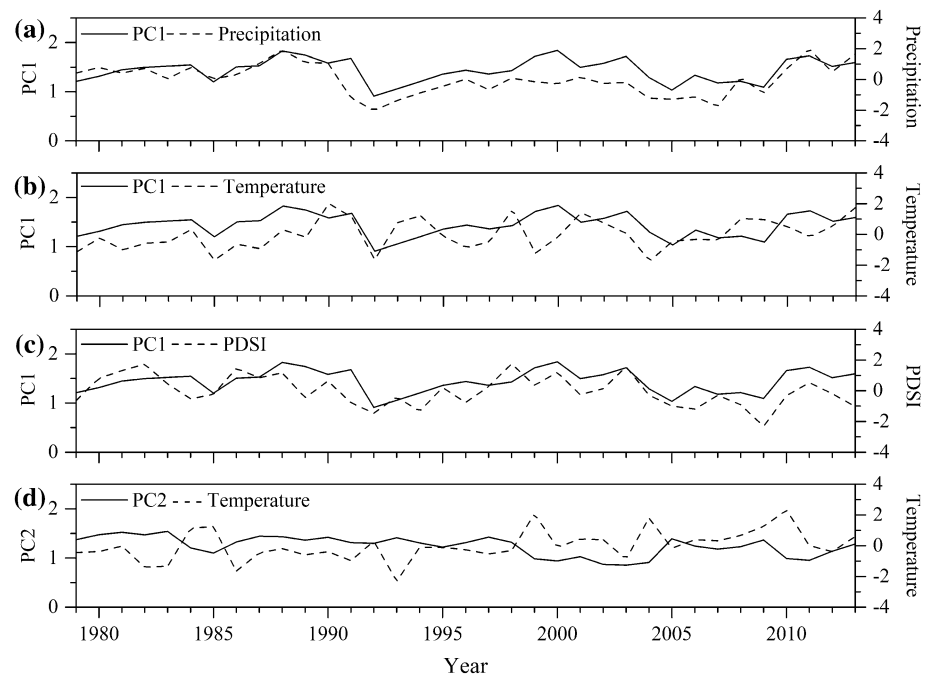 (a)
PC1 Precipitation
PC1
2
1
0
4
2
0
-2
-4
Precipitation
(b)
PC1 Temperature
PC1
2
1
0
4
2
0
-2
-4
Temperature
(c)
PC1 PDSI
PC1
2
1
0
4
2
0
-2
-4
PDSI
(d)
PC2 Temperature
PC2
2
1
0
4
2
0
-2
-4
Temperature
1980 1985 1990 1995 2000 2005 2010
Year